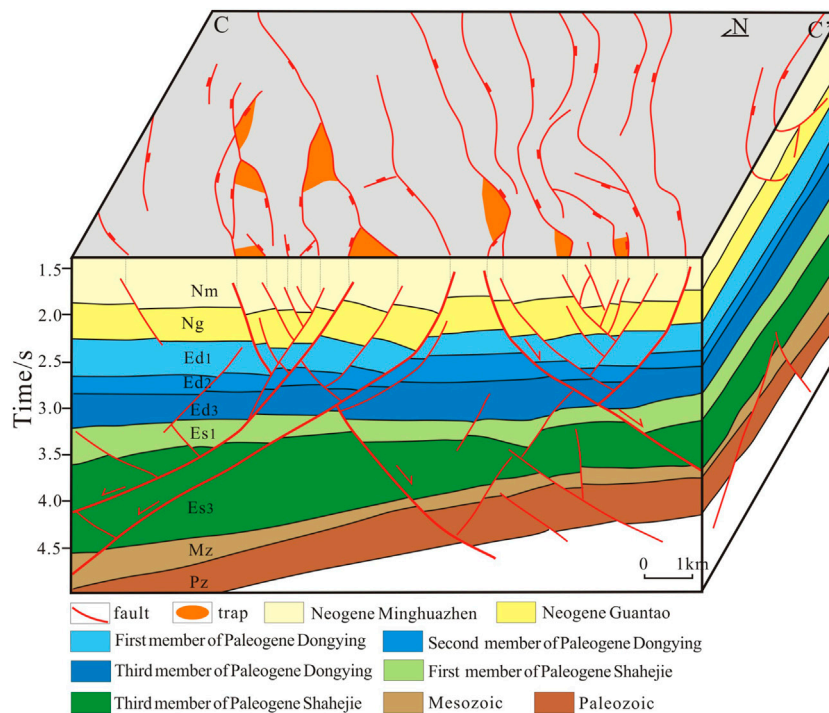 C
N
C'
Time/s
1.5
2.0
2.5
3.0
3.5
4.0
4.5
Nm
Ng
Ed1
Ed2
Ed3
Es1
Es3
Mz
Pz
0 1km
fault trap Neogene Minghuazhen Neogene Guantao
First member of Paleogene Dongying Second member of Paleogene Dongying
Third member of Paleogene Dongying First member of Paleogene Shahejie
Third member of Paleogene Shahejie Mesozoic Paleozoic